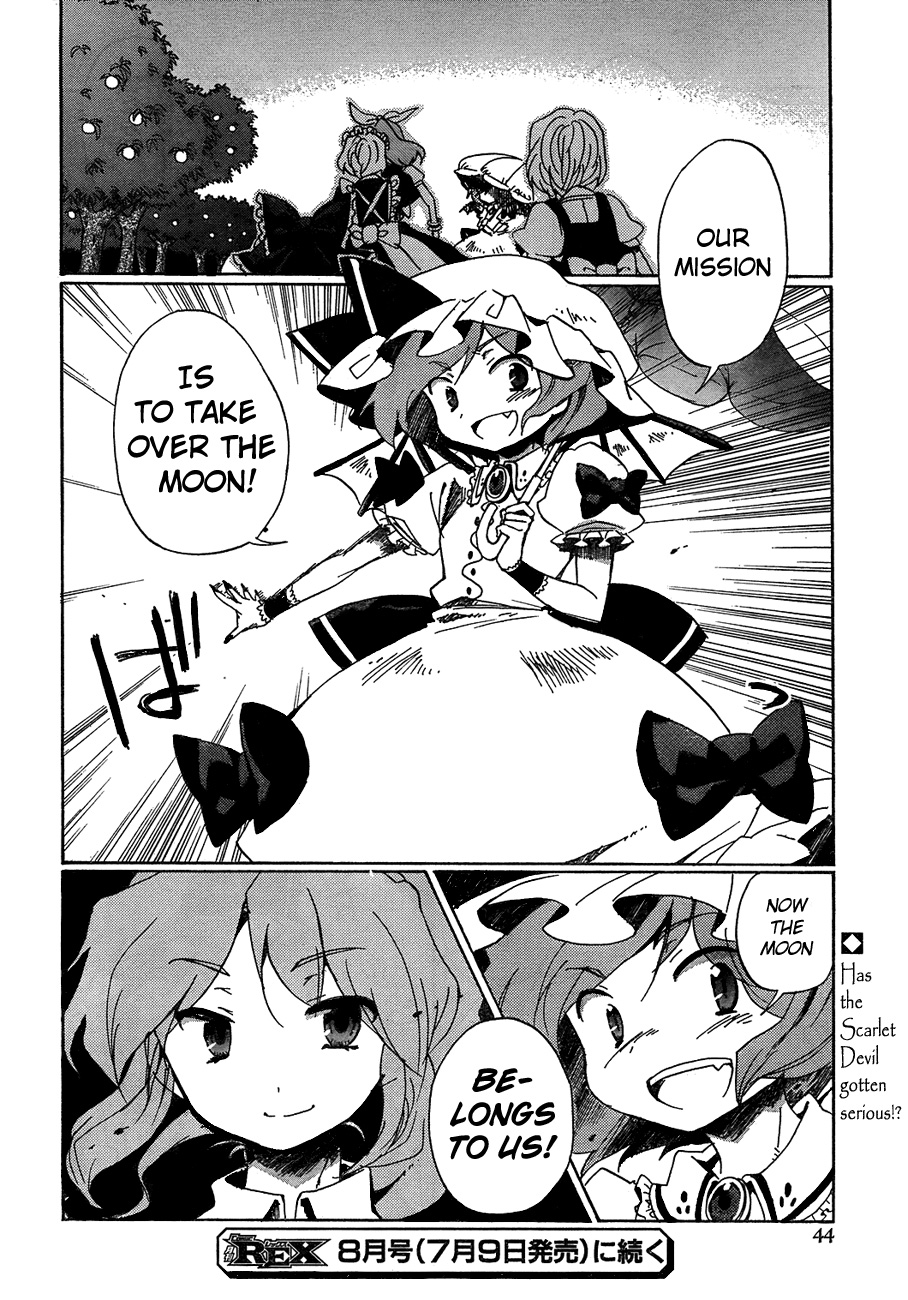 OUR
MISSION
IS
TO TAKE
OVER THE
MOON!
ばっ
NOW
THE
MOON
BE-
LONGS
TO US!
Has
the
Scarlet
Devil
gotten
serious!?
44
REX 8月号(7月9日発売)に続く